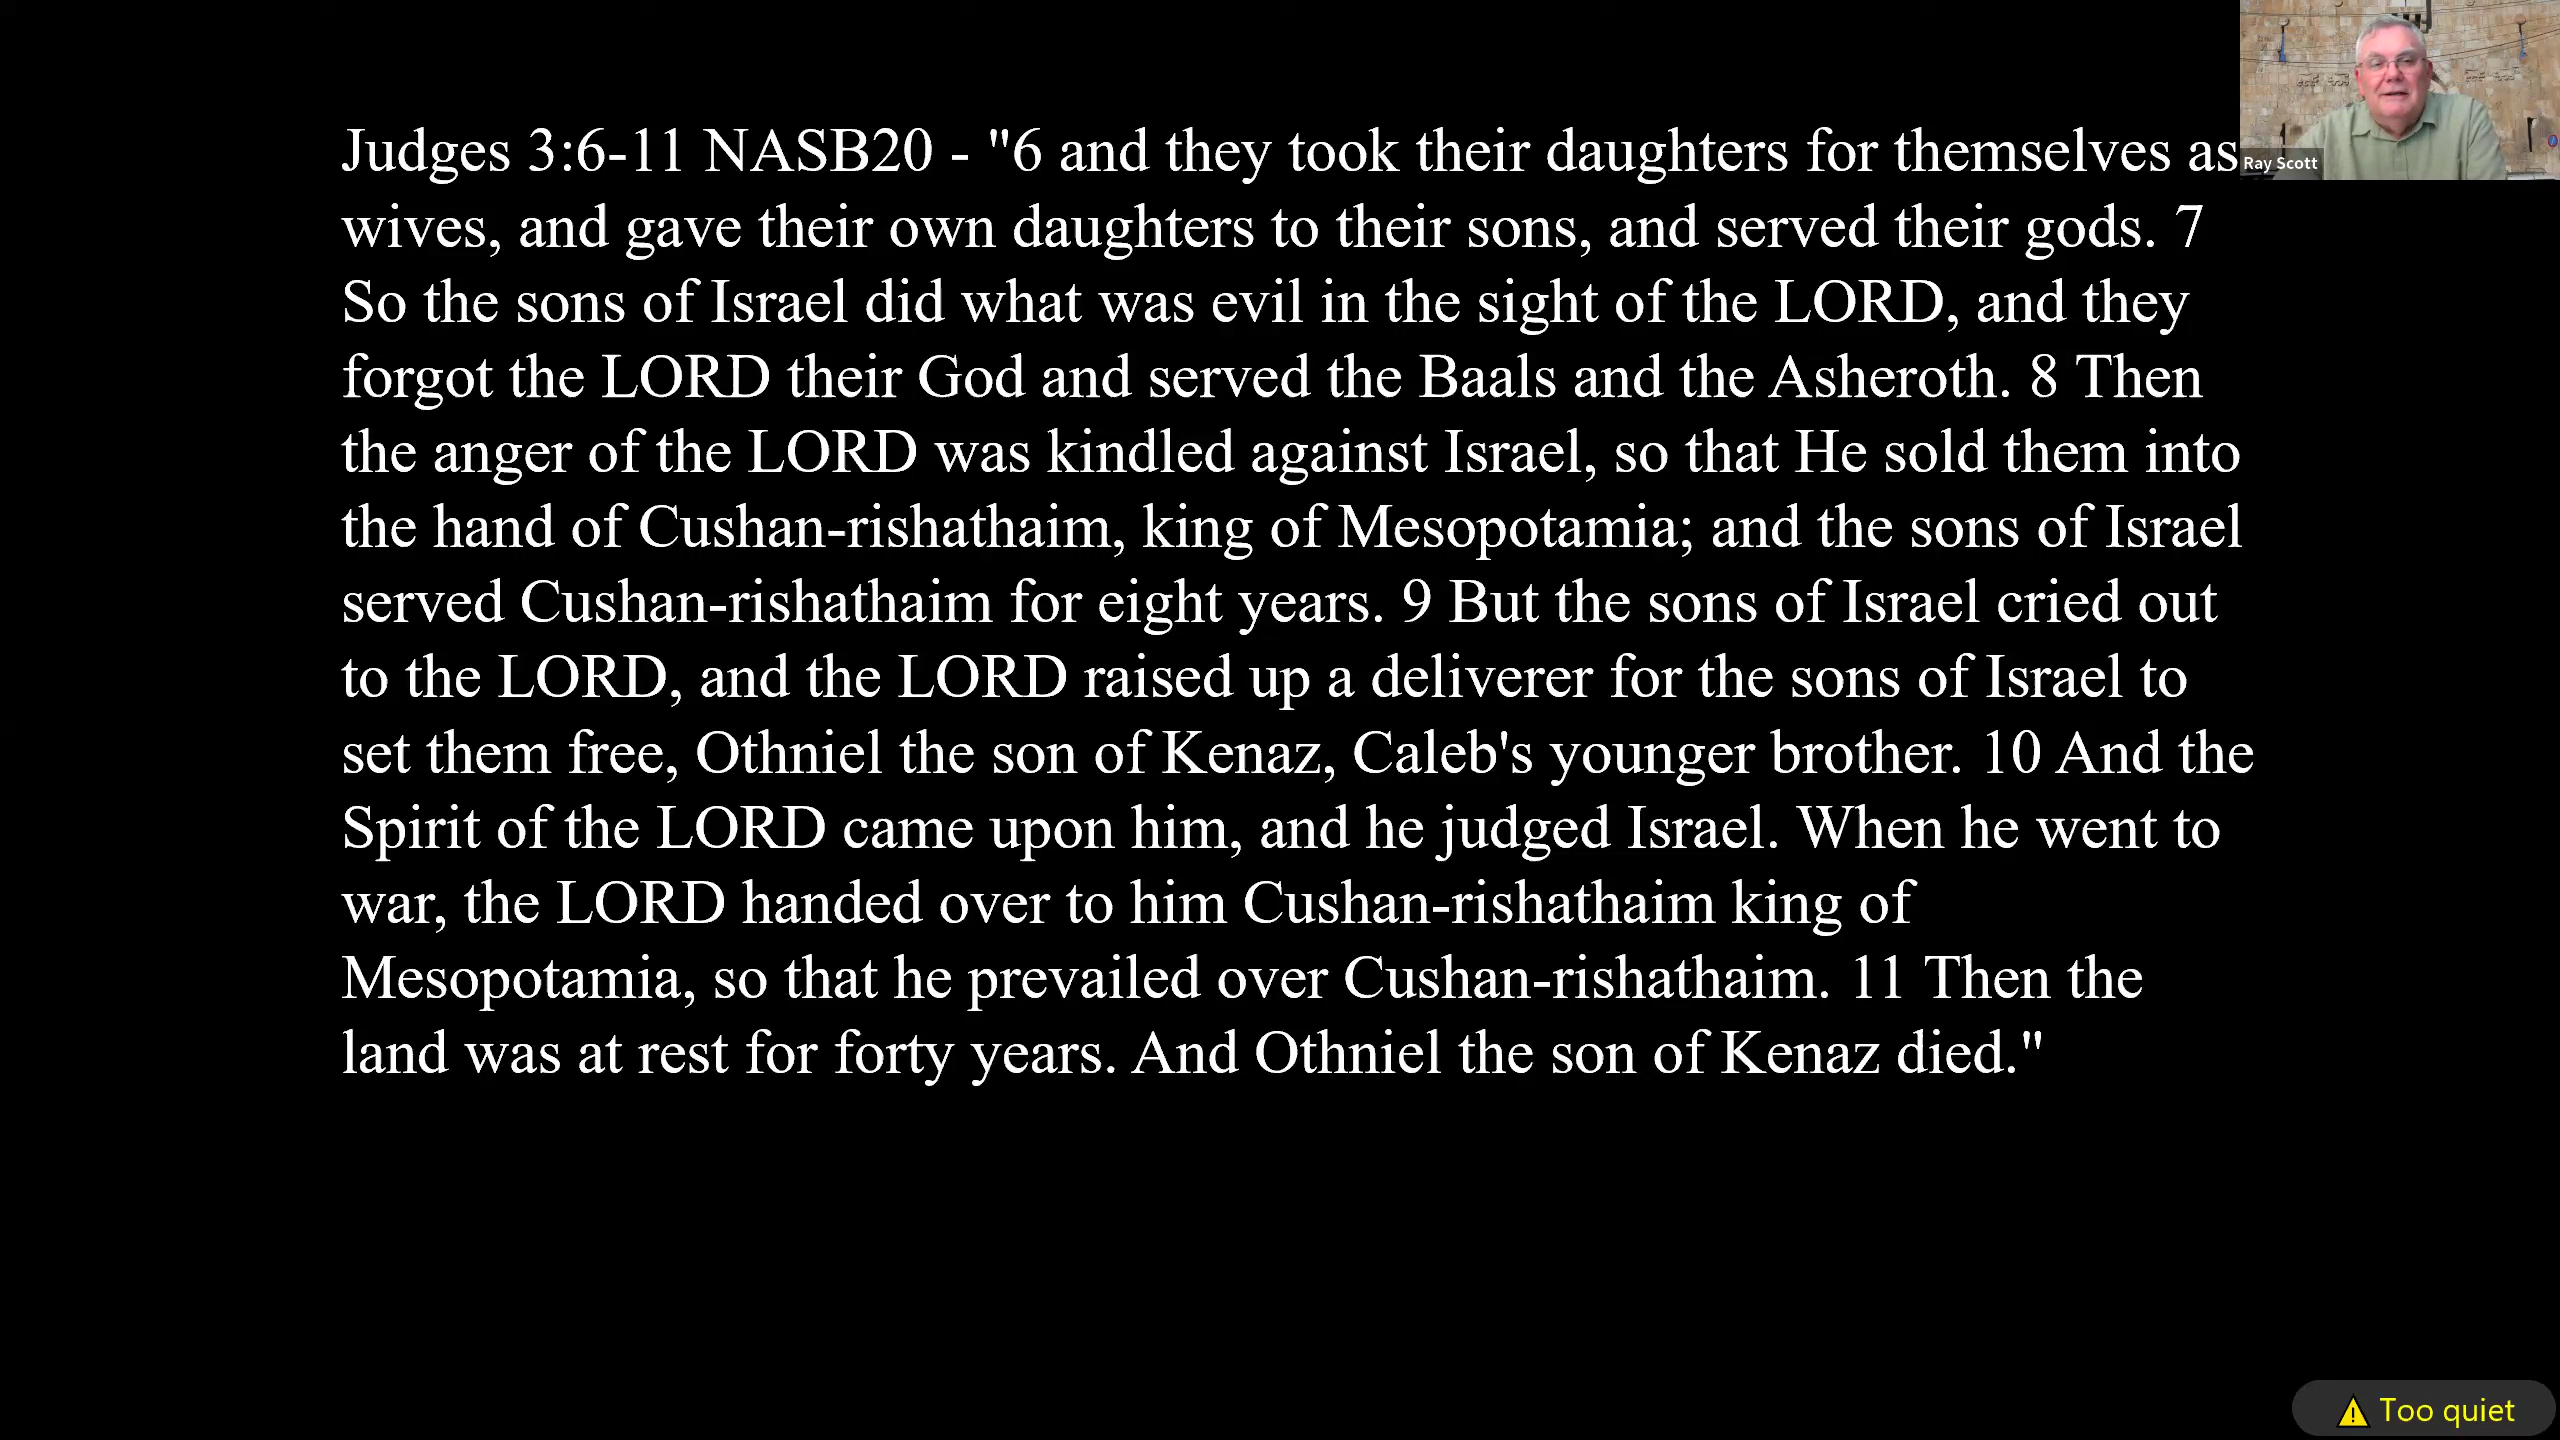 Judges 3:6-11 NASB20 - "6 and they took their daughters for themselves as
wives, and gave their own daughters to their sons, and served their gods. 7
So the sons of Israel did what was evil in the sight of the LORD, and they
forgot the LORD their God and served the Baals and the Asheroth. 8 Then
the anger of the LORD was kindled against Israel, so that He sold them into
the hand of Cushan-rishathaim, king of Mesopotamia; and the sons of Israel
served Cushan-rishathaim for eight years. 9 But the sons of Israel cried out
to the LORD, and the LORD raised up a deliverer for the sons of Israel to
set them free, Othniel the son of Kenaz, Caleb's younger brother. 10 And the
Spirit of the LORD came upon him, and he judged Israel. When he went to
war, the LORD handed over to him Cushan-rishathaim king of
Mesopotamia, so that he prevailed over Cushan-rishathaim. 11 Then the
land was at rest for forty years. And Othniel the son of Kenaz died."
Ray Scott
Too quiet